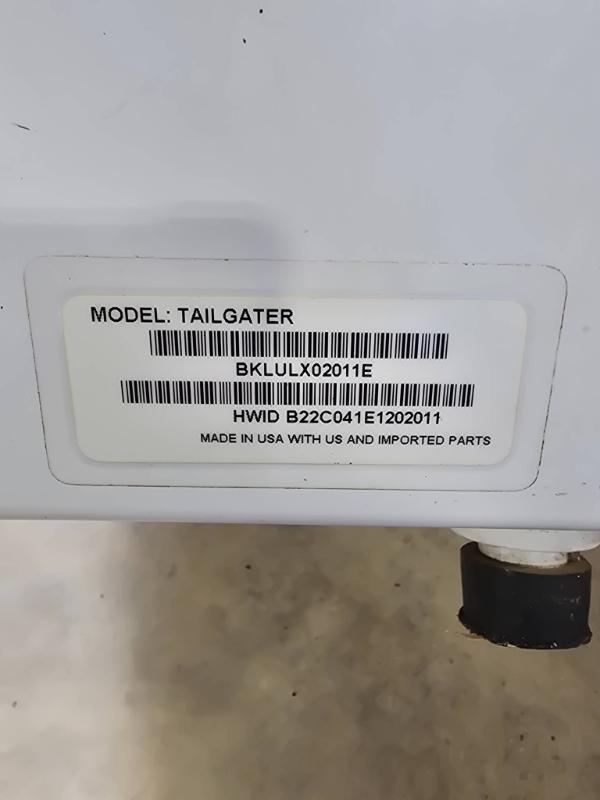 MODEL: TAILGATER
BKLULX02011E
HWID B22C041E1202011
MADE IN USA WITH US AND IMPORTED PARTS